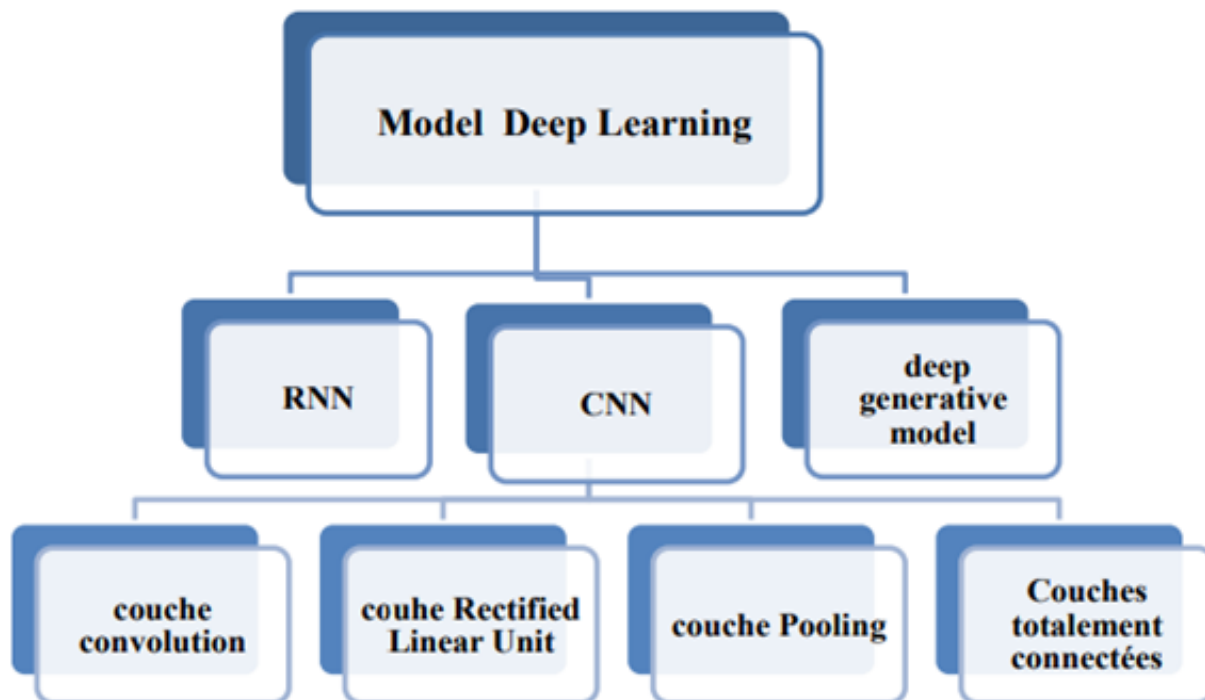 Model Deep Learning
RNN
CNN
deep
generative
model
couche
convolution
couhe Rectified
Linear Unit
couche Pooling
Couches
totalement
connectées